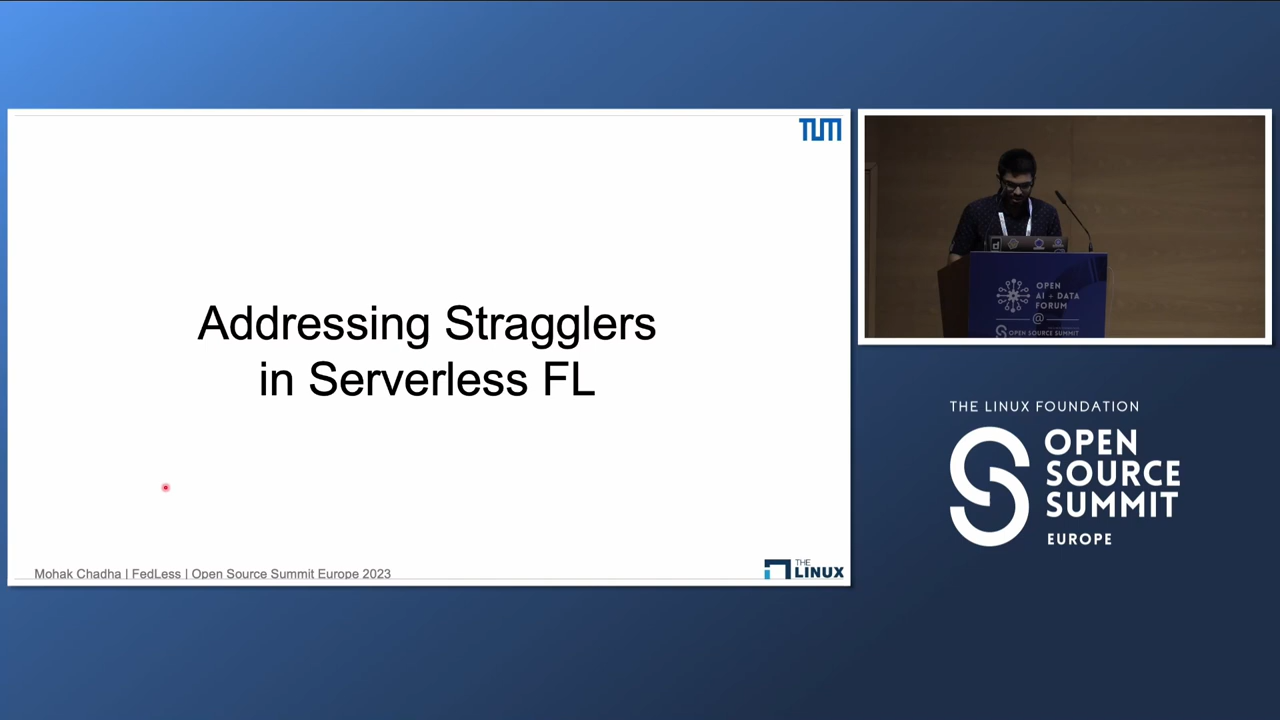 TUM
Addressing Stragglers
in Serverless FL
Mohak Chadha | FedLess | Open Source Summit Europe 2023
THE
LINUX
OPEN
AI + DATA
FORUM
@
OPEN SOURCE SUMMIT
THE LINUX FOUNDATION
OPEN
SOURCE
SUMMIT
EUROPE